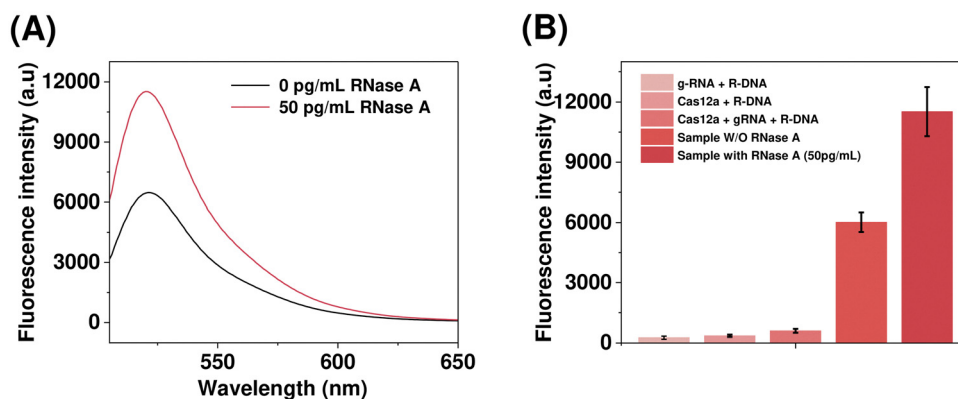 (A)
Fluorescence intensity (a.u)
12000
9000
6000
3000
0
0 pg/mL RNase A
50 pg/mL RNase A
550
600
650
Wavelength (nm)
(B)
Fluorescence intensity (a.u)
12000
9000
6000
3000
0
g-RNA + R-DNA
Cas12a + R-DNA
Cas12a + gRNA + R-DNA
Sample W/O RNase A
Sample with RNase A (50pg/mL)